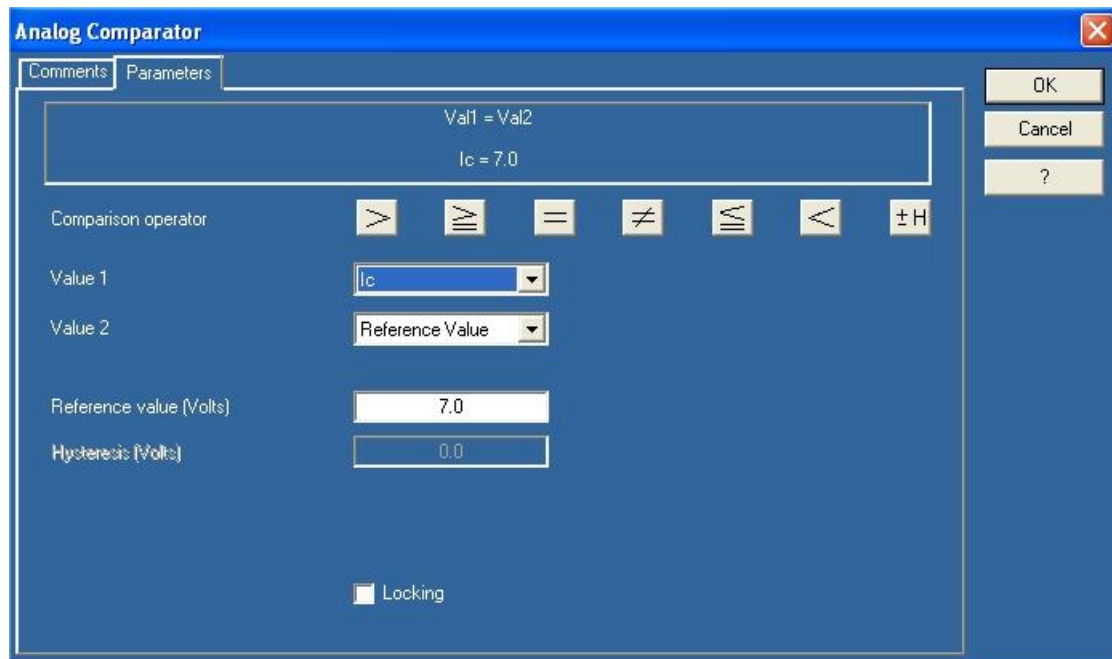 Analog Comparator
Comments Parameters
OK
Val1 = Val2
Cancel
Ic = 7.0
?
Comparison operator > ≧ = ≠ ≦ < ±H
Value 1 Ic
Value 2 Reference Value
Reference value (Volts) 7.0
Hysteresis (Volts) 0.0
Locking